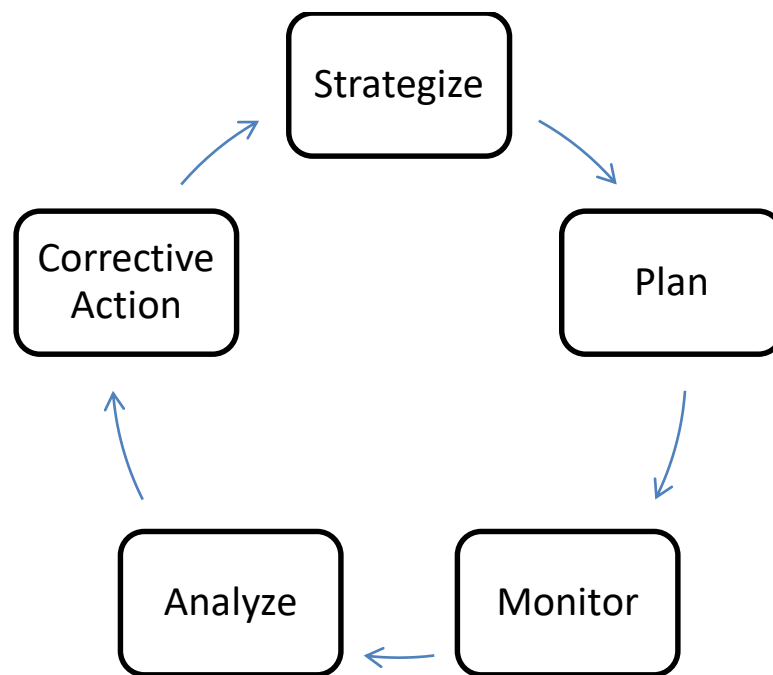 Strategize
Plan
Monitor
Analyze
Corrective
Action